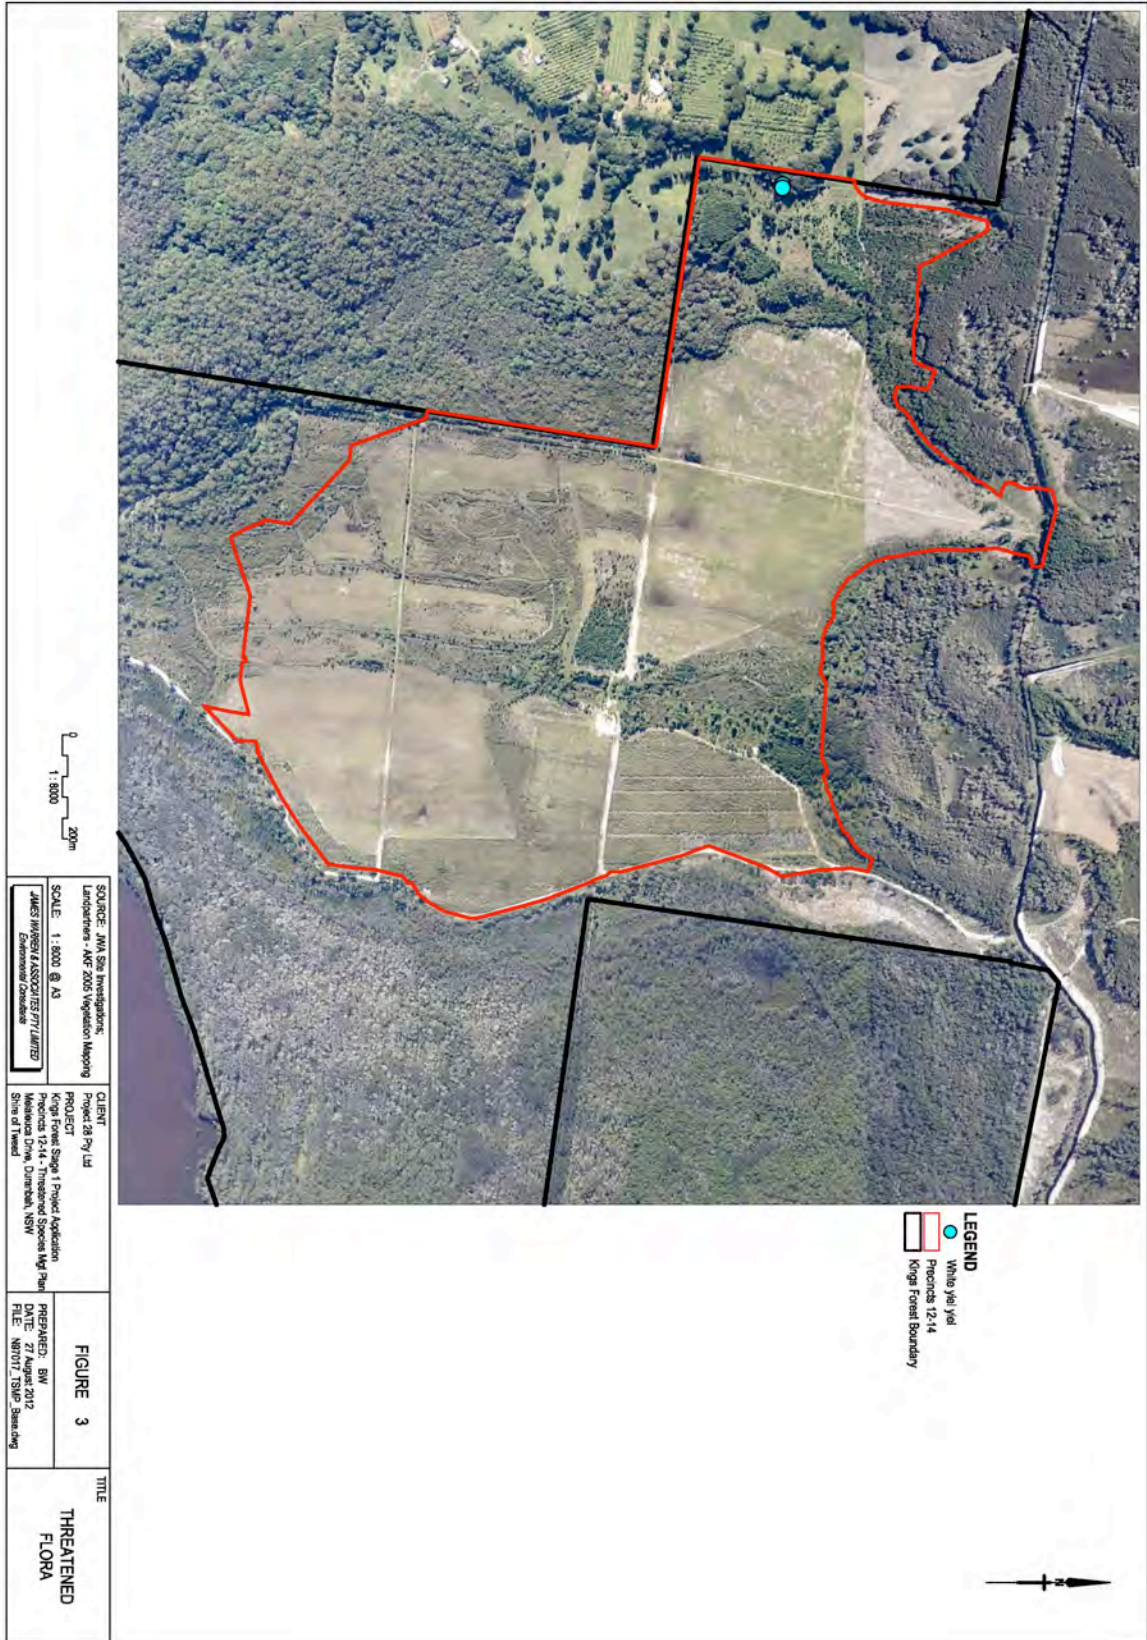 LEGEND
White yiel yiel
Precincts 12-14
Kings Forest Boundary
N
0 200m
1 : 8000
SOURCE: JWA Site Investigations;
Landpartners - AKF 2005 Vegetation Mapping
SCALE: 1 : 8000 @ A3
JAMES WARREN & ASSOCIATES PTY LIMITED
Environmental Consultants
CLIENT
Project 28 Pty Ltd
PROJECT
Kings Forest Stage 1 Project Application
Precincts 12-14 - Threatened Species Mgt Plan
Melaleuca Drive, Duranbah, NSW
Shire of Tweed
FIGURE 3
PREPARED: BW
DATE: 27 August 2012
FILE: N97017_TSMP_Base.dwg
TITLE
THREATENED
FLORA